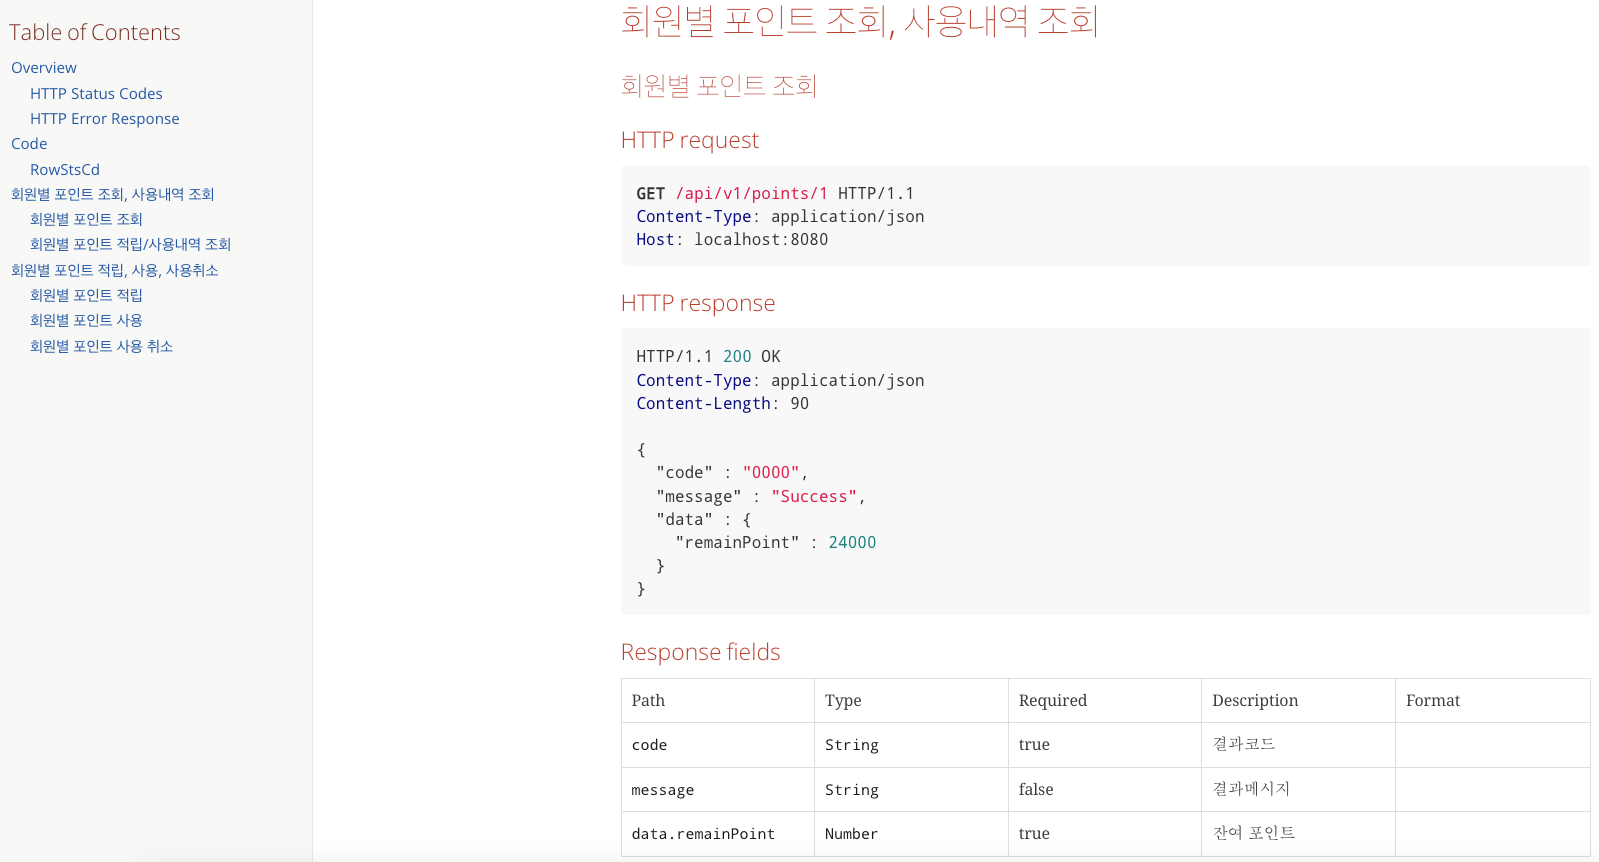 Table of Contents
Overview
HTTP Status Codes
HTTP Error Response
Code
RowStsCd
회원별 포인트 조회, 사용내역 조회
회원별 포인트 조회
회원별 포인트 적립/사용내역 조회
회원별 포인트 적립, 사용, 사용취소
회원별 포인트 적립
회원별 포인트 사용
회원별 포인트 사용 취소
회원별 포인트 조회, 사용내역 조회
회원별 포인트 조회
HTTP request
GET /api/v1/points/1 HTTP/1.1
Content-Type: application/json
Host: localhost:8080
HTTP response
HTTP/1.1 200 OK
Content-Type: application/json
Content-Length: 90
{
  "code" : "0000",
  "message" : "Success",
  "data" : {
    "remainPoint" : 24000
  }
}
Response fields
Path Type Required Description Format
code String true 결과코드
message String false 결과메시지
data.remainPoint Number true 잔여 포인트